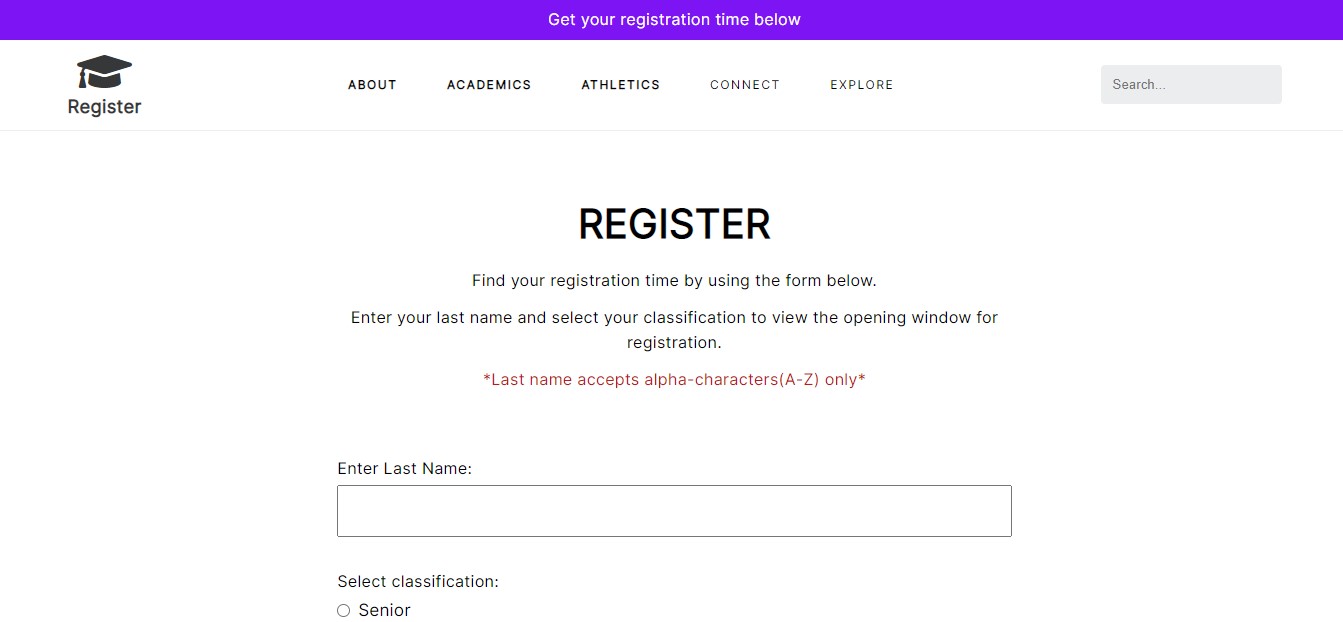 Get your registration time below
Register
ABOUT ACADEMICS ATHLETICS CONNECT EXPLORE
Search...
REGISTER
Find your registration time by using the form below.
Enter your last name and select your classification to view the opening window for
registration.
*Last name accepts alpha-characters(A-Z) only*
Enter Last Name:
Select classification:
Senior